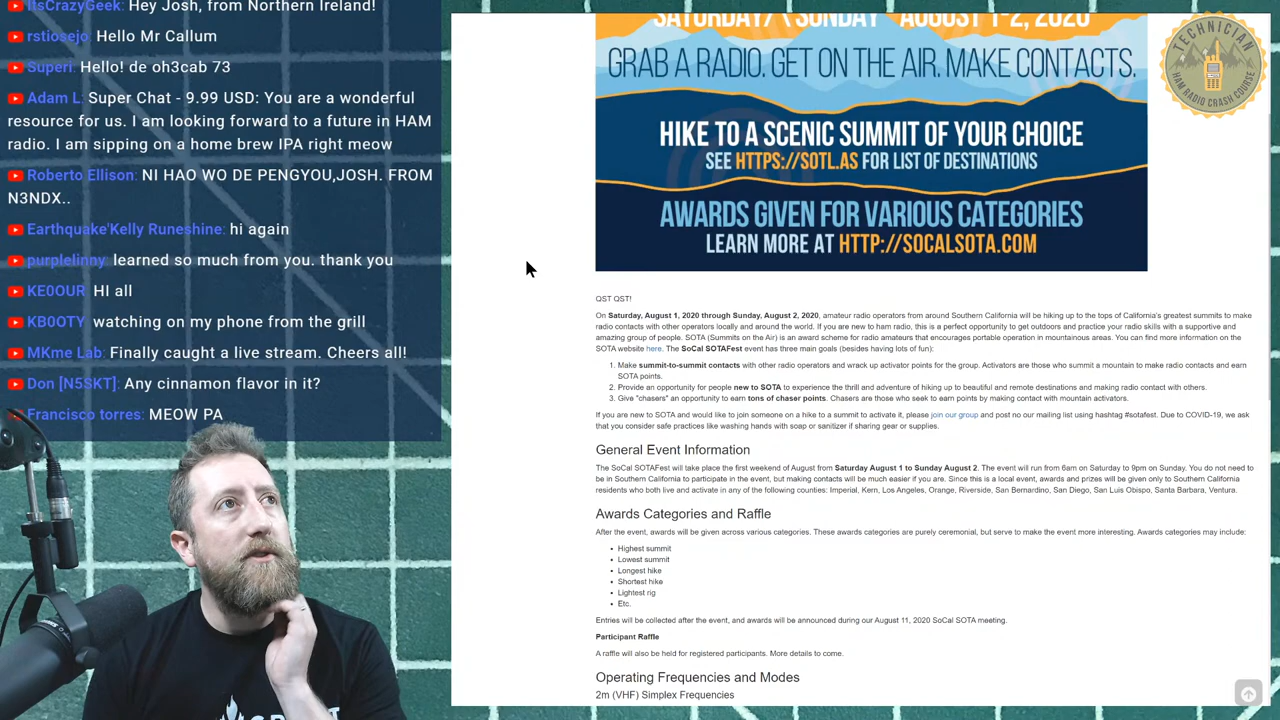 ItsCrazyGeek: Hey Josh, from Northern Ireland!
rstiosejo: Hello Mr Callum
Superi: Hello! de oh3cab 73
Adam L: Super Chat - 9.99 USD: You are a wonderful
resource for us. I am looking forward to a future in HAM
radio. I am sipping on a home brew IPA right meow
Roberto Ellison: NI HAO WO DE PENGYOU,JOSH. FROM
N3NDX..
Earthquake'Kelly Runeshine: hi again
purplelinny: learned so much from you. thank you
KE0OUR: HI all
NQ5TY: watching on my phone from the grill
PatKme Lab: Finally caught a live stream. Cheers all!
Don [N5SKT]: Any cinnamon flavor in it?
Francisco torres: MEOW PA
SATURDAY/\SUNDAY AUGUST 1-2, 2020
GRAB A RADIO. GET ON THE AIR. MAKE CONTACTS.
HIKE TO A SCENIC SUMMIT OF YOUR CHOICE
SEE HTTPS://SOTL.AS FOR LIST OF DESTINATIONS
AWARDS GIVEN FOR VARIOUS CATEGORIES
LEARN MORE AT HTTP://SOCALSOTA.COM
TECHNICIAN
HAM RADIO CRASH COURSE
QST QST!
On Saturday, August 1, 2020 through Sunday, August 2, 2020, amateur radio operators from around Southern California will be hiking up to the tops of California's greatest summits to make
radio contacts with other operators locally and around the world. If you are new to ham radio, this is a perfect opportunity to get outdoors and practice your radio skills with a supportive and
amazing group of people. SOTA (Summits on the Air) is an award scheme for radio amateurs that encourages portable operation in mountainous areas. You can find more information on the
SOTA website here. The SoCal SOTAFest event has three main goals (besides having lots of fun):
1. Make summit-to-summit contacts with other radio operators and wrack up activator points for the group. Activators are those who summit a mountain to make radio contacts and earn
SOTA points.
2. Provide an opportunity for people new to SOTA to experience the thrill and adventure of hiking up to beautiful and remote destinations and making radio contact with others.
3. Give "chasers" an opportunity to earn tons of chaser points. Chasers are those who seek to earn points by making contact with mountain activators.
If you are new to SOTA and would like to join someone on a hike to a summit to activate it, please join our group and post no our mailing list using hashtag #sotafest. Due to COVID-19, we ask
that you consider safe practices like washing hands with soap or sanitizer if sharing gear or supplies.
General Event Information
The SoCal SOTAFest will take place the first weekend of August from Saturday August 1 to Sunday August 2. The event will run from 6am on Saturday to 9pm on Sunday. You do not need to
be in Southern California to participate in the event, but making contacts will be much easier if you are. Since this is a local event, awards and prizes will be given only to Southern California
residents who both live and activate in any of the following counties: Imperial, Kern, Los Angeles, Orange, Riverside, San Bernardino, San Diego, San Luis Obispo, Santa Barbara, Ventura.
Awards Categories and Raffle
After the event, awards will be given across various categories. These awards categories are purely ceremonial, but serve to make the event more interesting. Awards categories may include:
• Highest summit
• Lowest summit
• Longest hike
• Shortest hike
• Lightest rig
• Etc.
Entries will be collected after the event, and awards will be announced during our August 11, 2020 SoCal SOTA meeting.
Participant Raffle
A raffle will also be held for registered participants. More details to come.
Operating Frequencies and Modes
2m (VHF) Simplex Frequencies